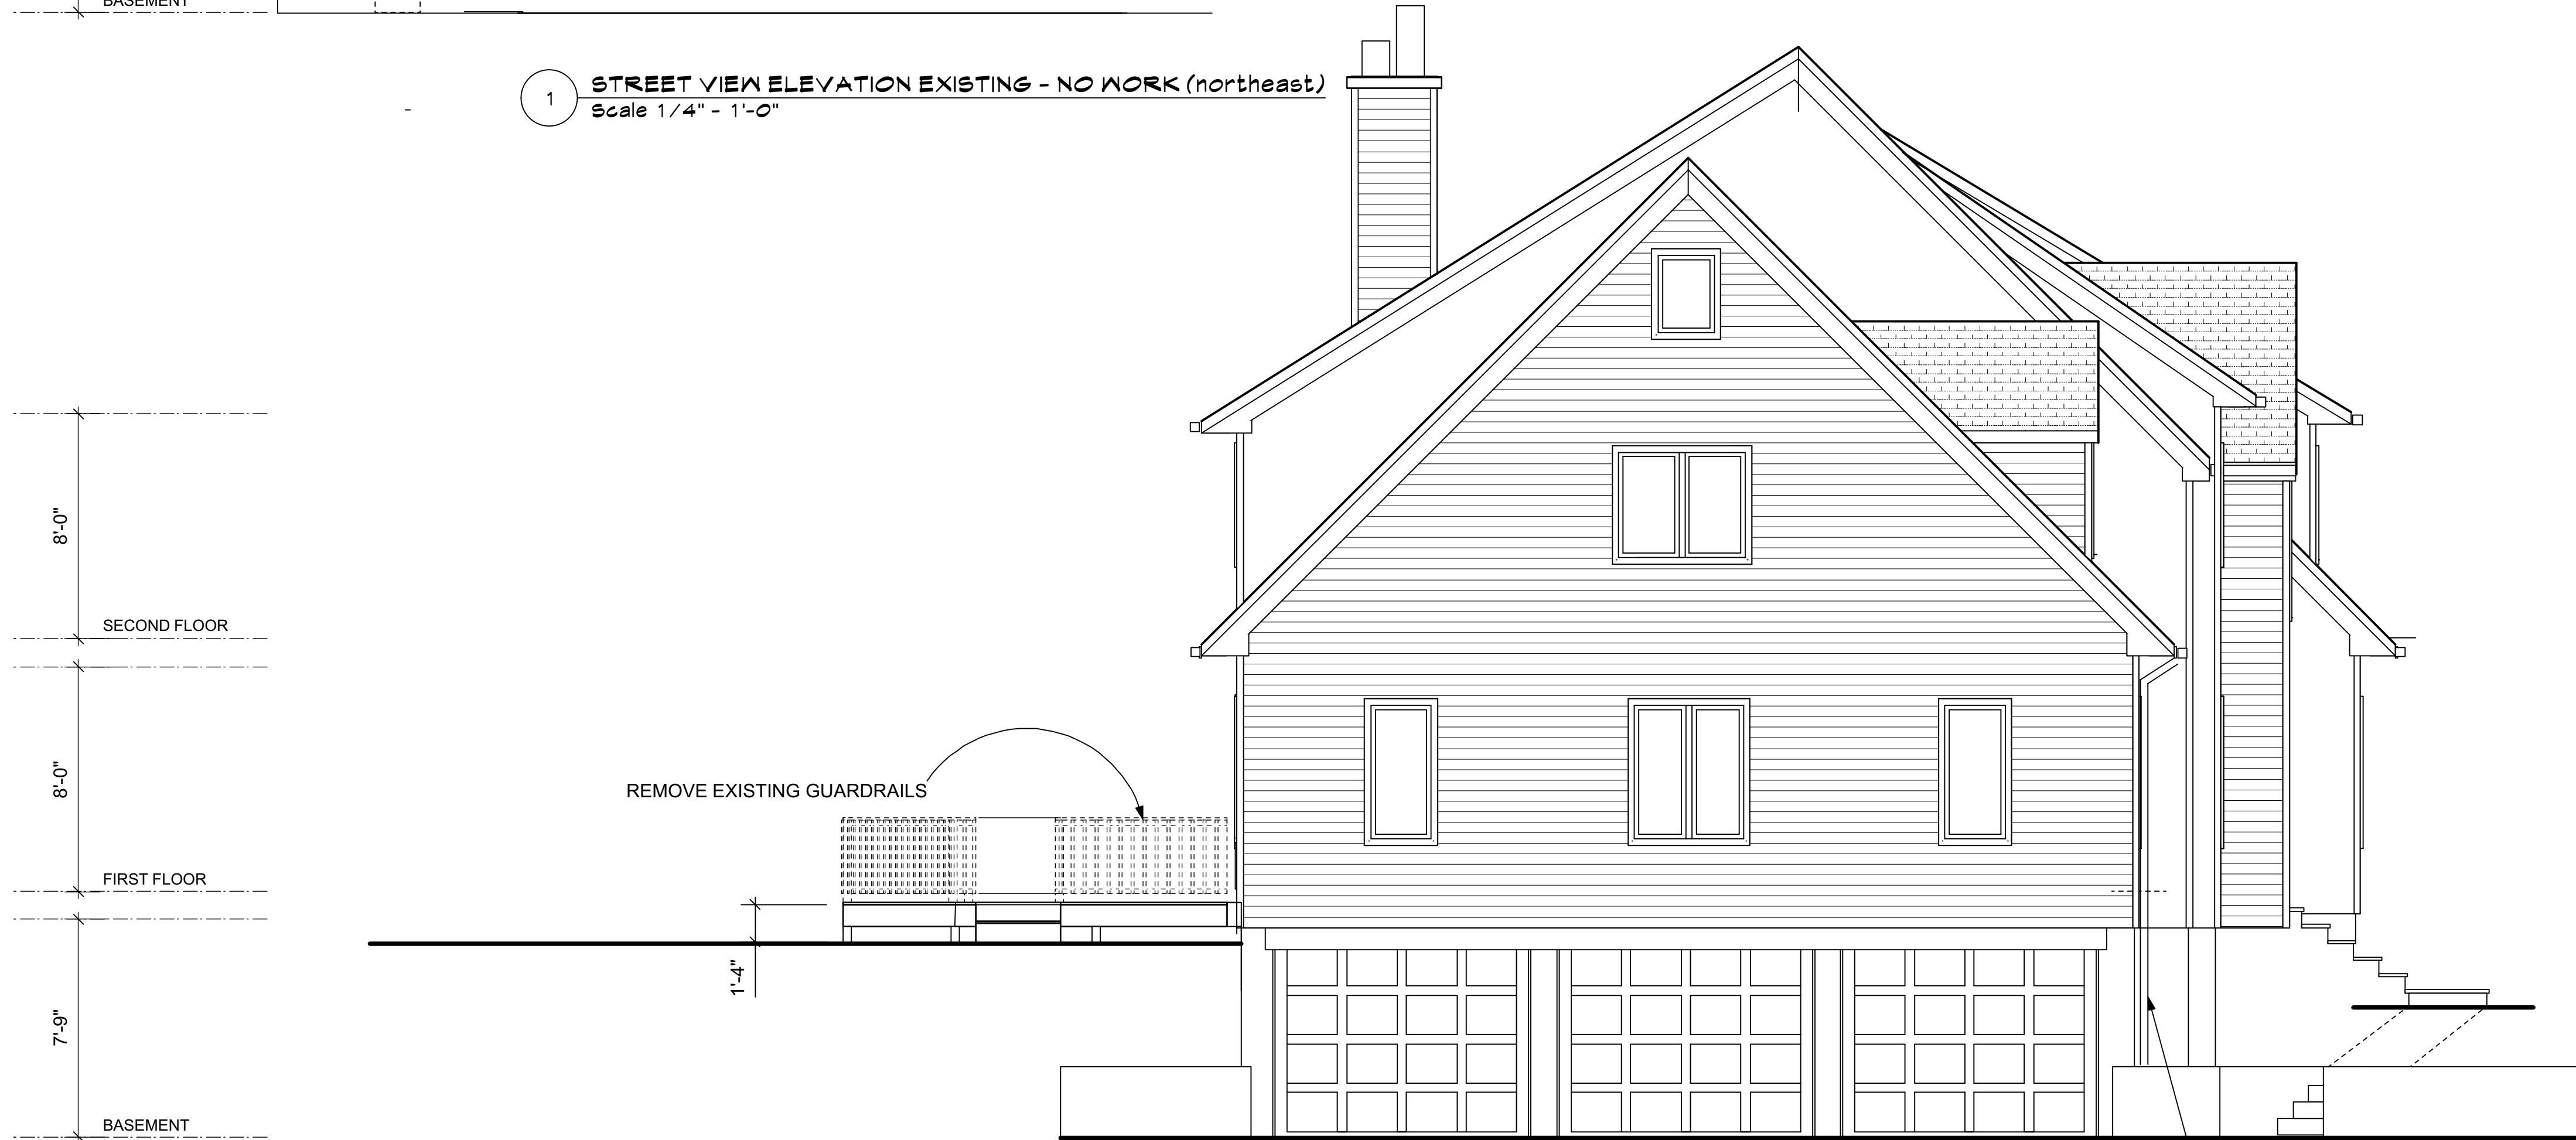 BASEMENT
1
STREET VIEW ELEVATION EXISTING - NO WORK (northeast)
Scale 1/4" - 1'-0"
8'-0"
SECOND FLOOR
8'-0"
REMOVE EXISTING GUARDRAILS
FIRST FLOOR
1'-4"
7'-9"
BASEMENT